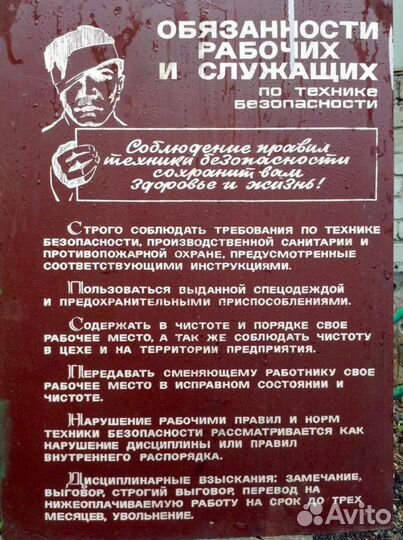 ОБЯЗАННОСТИ
РАБОЧИХ
И СЛУЖАЩИХ
ПО ТЕХНИКЕ
БЕЗОПАСНОСТИ
Соблюдение правил
техники безопасности
сохранит вам
здоровье и жизнь!
СТРОГО СОБЛЮДАТЬ ТРЕБОВАНИЯ ПО ТЕХНИКЕ
БЕЗОПАСНОСТИ, ПРОИЗВОДСТВЕННОЙ САНИТАРИИ И
ПРОТИВОПОЖАРНОЙ ОХРАНЕ, ПРЕДУСМОТРЕННЫЕ
СООТВЕТСТВУЮЩИМИ ИНСТРУКЦИЯМИ.
ПОЛЬЗОВАТЬСЯ ВЫДАННОЙ СПЕЦОДЕЖДОЙ
И ПРЕДОХРАНИТЕЛЬНЫМИ ПРИСПОСОБЛЕНИЯМИ.
СОДЕРЖАТЬ В ЧИСТОТЕ И ПОРЯДКЕ СВОЕ
РАБОЧЕЕ МЕСТО, А ТАК ЖЕ СОБЛЮДАТЬ ЧИСТОТУ
В ЦЕХЕ И НА ТЕРРИТОРИИ ПРЕДПРИЯТИЯ.
ПЕРЕДАВАТЬ СМЕНЯЮЩЕМУ РАБОТНИКУ СВОЕ
РАБОЧЕЕ МЕСТО В ИСПРАВНОМ СОСТОЯНИИ И
ЧИСТОТЕ.
НАРУШЕНИЕ РАБОЧИМИ ПРАВИЛ И НОРМ
ТЕХНИКИ БЕЗОПАСНОСТИ РАССМАТРИВАЕТСЯ КАК
НАРУШЕНИЕ ДИСЦИПЛИНЫ ИЛИ ПРАВИЛ
ВНУТРЕННЕГО РАСПОРЯДКА.
ДИСЦИПЛИНАРНЫЕ ВЗЫСКАНИЯ: ЗАМЕЧАНИЕ,
ВЫГОВОР, СТРОГИЙ ВЫГОВОР, ПЕРЕВОД НА
НИЖЕОПЛАЧИВАЕМУЮ РАБОТУ НА СРОК ДО ТРЕХ
МЕСЯЦЕВ, УВОЛЬНЕНИЕ.
Avito